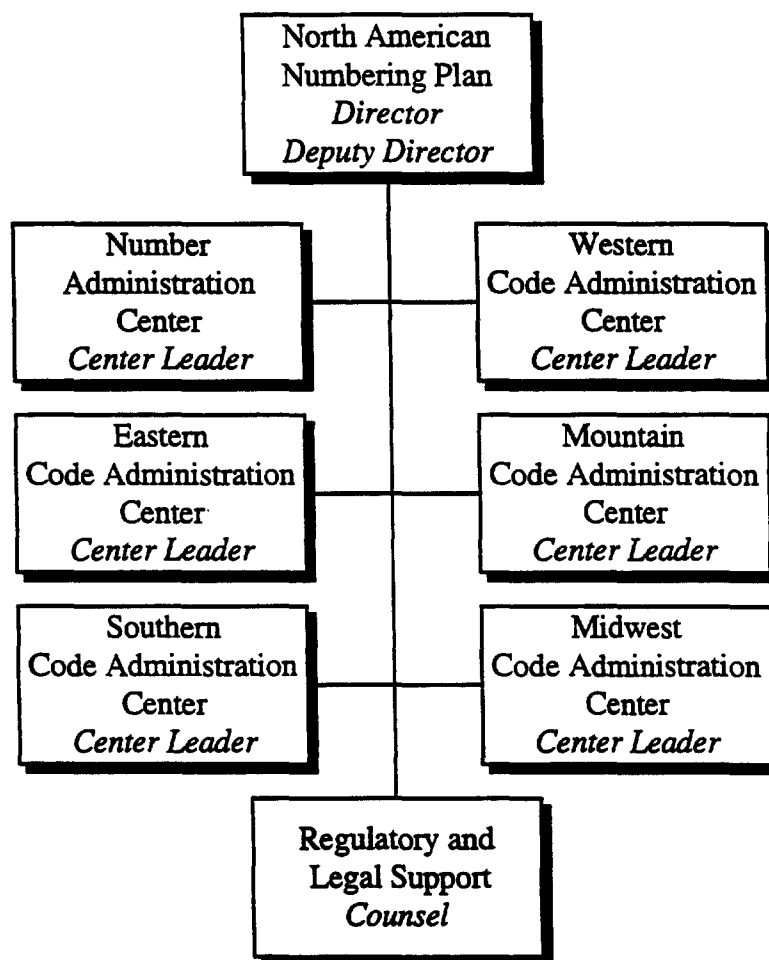 North American
Numbering Plan
Director
Deputy Director
Number
Administration
Center
Center Leader
Western
Code Administration
Center
Center Leader
Eastern
Code Administration
Center
Center Leader
Mountain
Code Administration
Center
Center Leader
Southern
Code Administration
Center
Center Leader
Midwest
Code Administration
Center
Center Leader
Regulatory and
Legal Support
Counsel